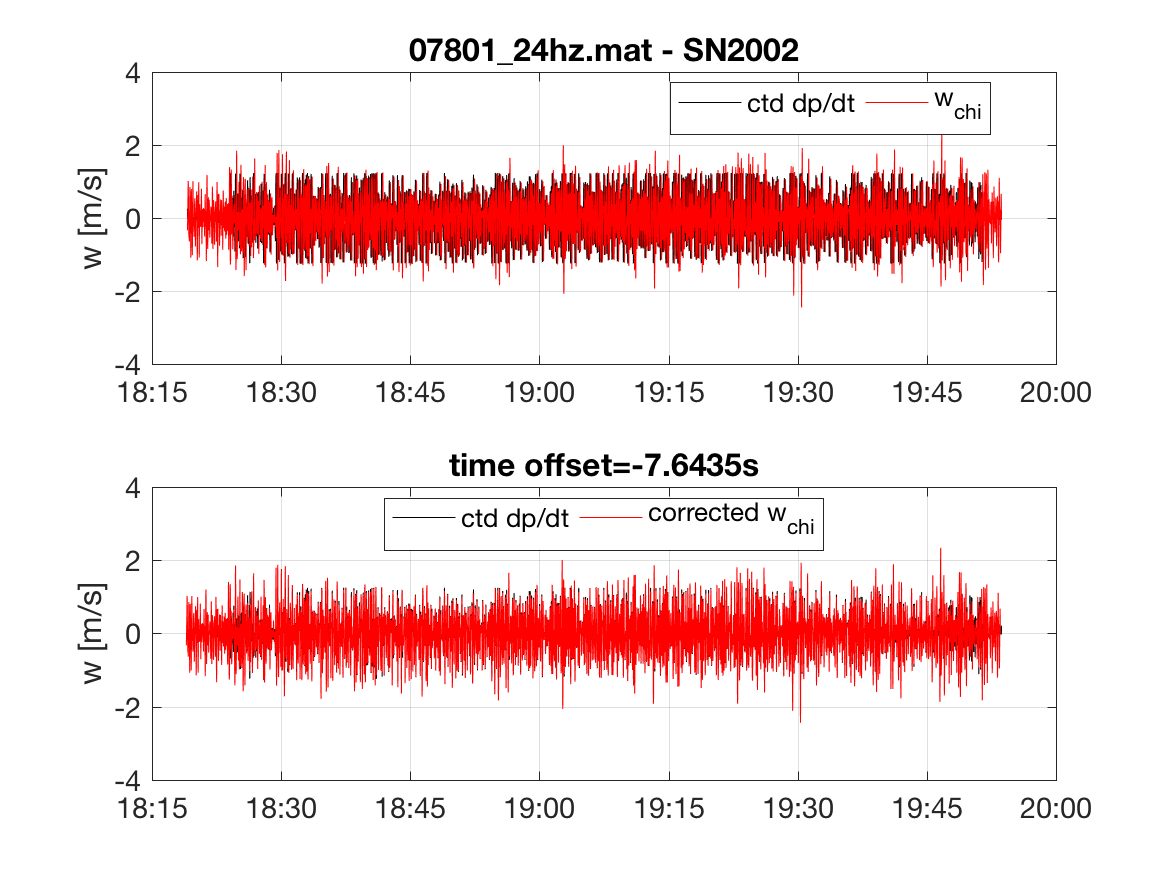 07801_24hz.mat - SN2002
ctd dp/dt w_chi
w [m/s]
4
2
0
-2
-4
18:15 18:30 18:45 19:00 19:15 19:30 19:45 20:00
time offset=-7.6435s
ctd dp/dt corrected w_chi
w [m/s]
4
2
0
-2
-4
18:15 18:30 18:45 19:00 19:15 19:30 19:45 20:00